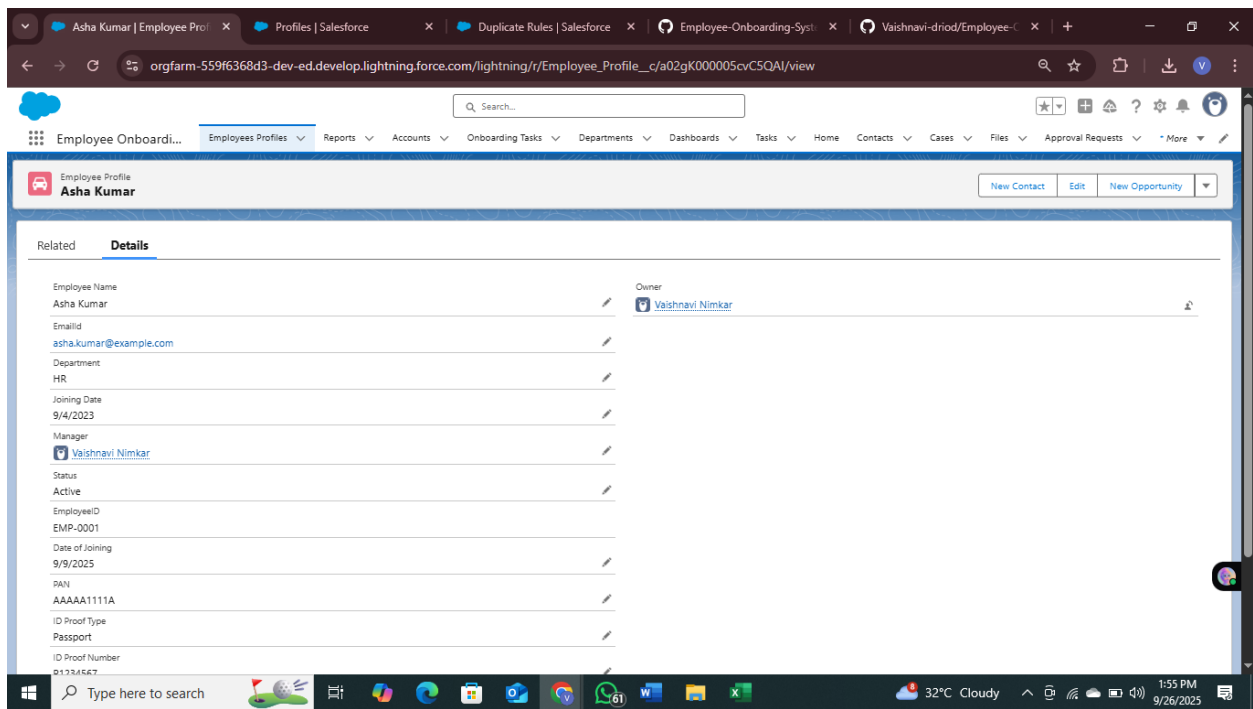 Asha Kumar | Employee Prof
Profiles | Salesforce
Duplicate Rules | Salesforce
Employee-Onboarding-Syst
Vaishnavi-driod/Employee-O
orgfarm-559f6368d3-dev-ed.develop.lightning.force.com/lightning/r/Employee_Profile__c/a02gK000005cvC5QAI/view
V
Search...
Employee Onboardi...
Employees Profiles
Reports
Accounts
Onboarding Tasks
Departments
Dashboards
Tasks
Home
Contacts
Cases
Files
Approval Requests
* More
Employee Profile
Asha Kumar
New Contact
Edit
New Opportunity
Related
Details
Employee Name
Asha Kumar
Owner
Vaishnavi Nimkar
EmailId
asha.kumar@example.com
Department
HR
Joining Date
9/4/2023
Manager
Vaishnavi Nimkar
Status
Active
EmployeeID
EMP-0001
Date of Joining
9/9/2025
PAN
AAAAA1111A
ID Proof Type
Passport
ID Proof Number
P1234567
Type here to search
61
32°C Cloudy
1:55 PM
9/26/2025